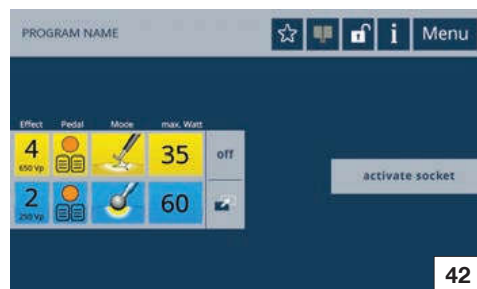 PROGRAM NAME
i
Menu
Effect Pedal Mode max. Watt
4
650 Vp
35
off
activate socket
2
250 Vp
60
42